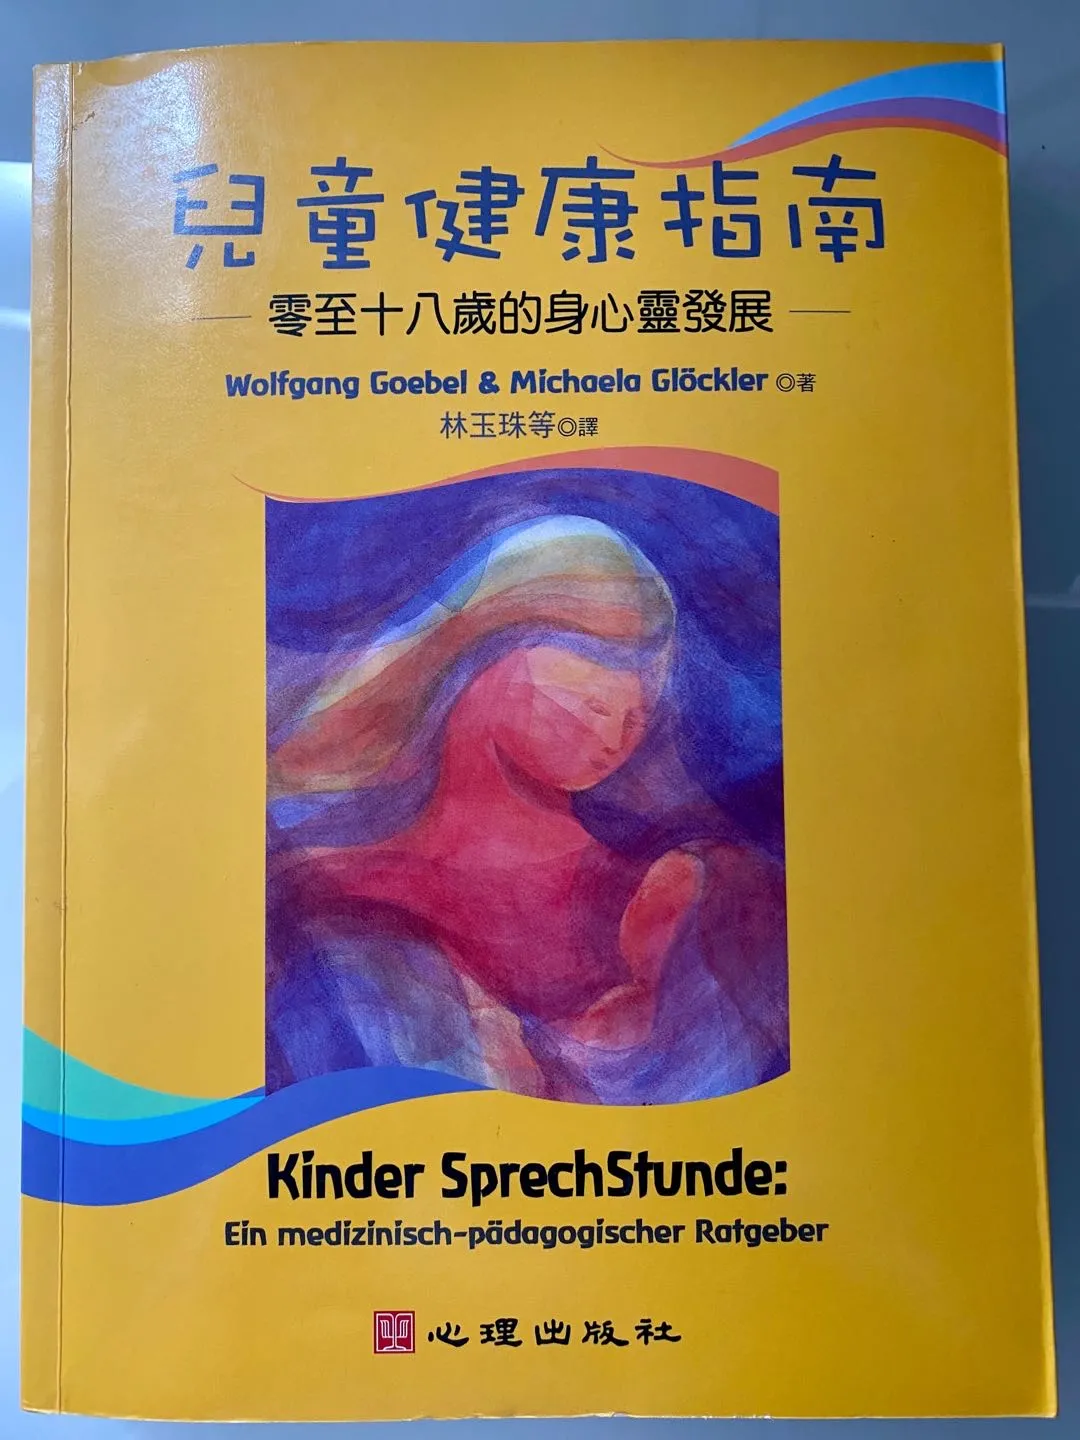 兒童健康指南
零至十八歲的身心靈發展
Wolfgang Goebel & Michaela Glöckler ◎著
林玉珠等◎譯
Kinder SprechStunde:
Ein medizinisch-pädagogischer Ratgeber
心理出版社